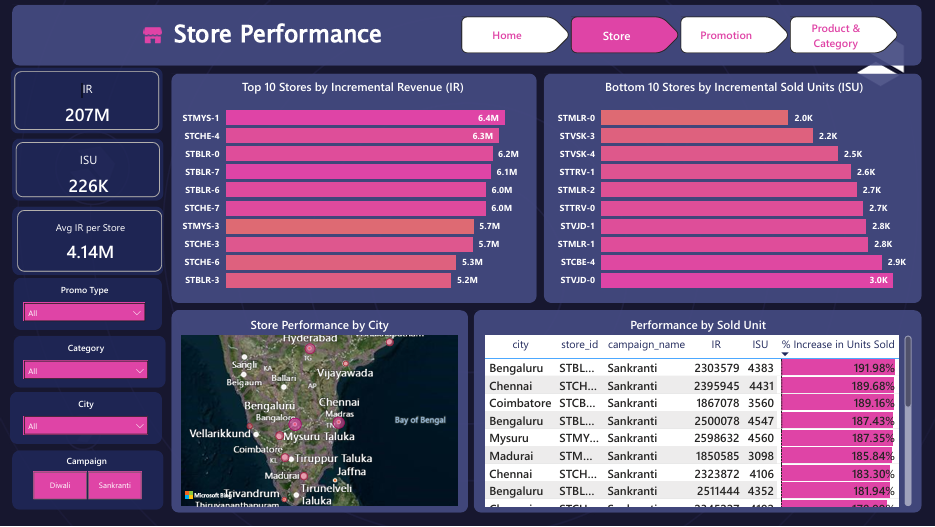 Store Performance
Home
Store
Promotion
Product &
Category
IR
207M
ISU
226K
Avg IR per Store
4.14M
Promo Type
All
Category
All
City
All
Campaign
Diwali
Sankranti
Top 10 Stores by Incremental Revenue (IR)
STMYS-1 6.4M
STCHE-4 6.3M
STBLR-0 6.2M
STBLR-7 6.1M
STBLR-6 6.0M
STCHE-7 6.0M
STMYS-3 5.7M
STCHE-3 5.7M
STCHE-6 5.3M
STBLR-3 5.2M
Bottom 10 Stores by Incremental Sold Units (ISU)
STMLR-0 2.0K
STVSK-3 2.2K
STVSK-4 2.5K
STTRV-1 2.6K
STMLR-2 2.7K
STTRV-0 2.7K
STVJD-1 2.8K
STMLR-1 2.8K
STCBE-4 2.9K
STVJD-0 3.0K
Store Performance by City
Hyderabad
TG
Sangli
KA
Vijayawada
Belgaum
Ballari
AP
Bengaluru
Bangalore
Chennai
Madras
Bay of Bengal
Vellarikkund
Mysuru Taluka
TN
Coimbatore
KL
Tiruppur Taluka
Jaffna
Madurai
Microsoft Bing
Trivandrum
Tirunelveli
Taluka
Thiruvananthapuram
Performance by Sold Unit
city store_id campaign_name IR ISU % Increase in Units Sold
Bengaluru STBL... Sankranti 2303579 4383 191.98%
Chennai STCH... Sankranti 2395945 4431 189.68%
Coimbatore STCB... Sankranti 1867078 3560 189.16%
Bengaluru STBL... Sankranti 2500078 4547 187.43%
Mysuru STMY... Sankranti 2598632 4560 187.35%
Madurai STM... Sankranti 1850585 3098 185.84%
Chennai STCH... Sankranti 2323872 4106 183.30%
Bengaluru STBL... Sankranti 2511444 4352 181.94%
Chennai STCH... Sankranti